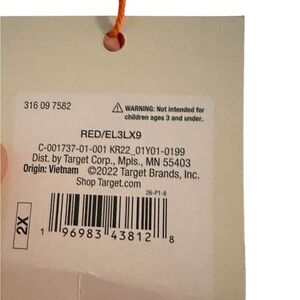 316 09 7582
WARNING: Not intended for
children ages 3 and under.
RED/EL3LX9
C-001737-01-001 KR22_01Y01-0199
Dist. by Target Corp., Mpls., MN 55403
Origin: Vietnam ©2022 Target Brands, Inc.
Shop Target.com
26-P1-8
2X
1 96983 43812 8